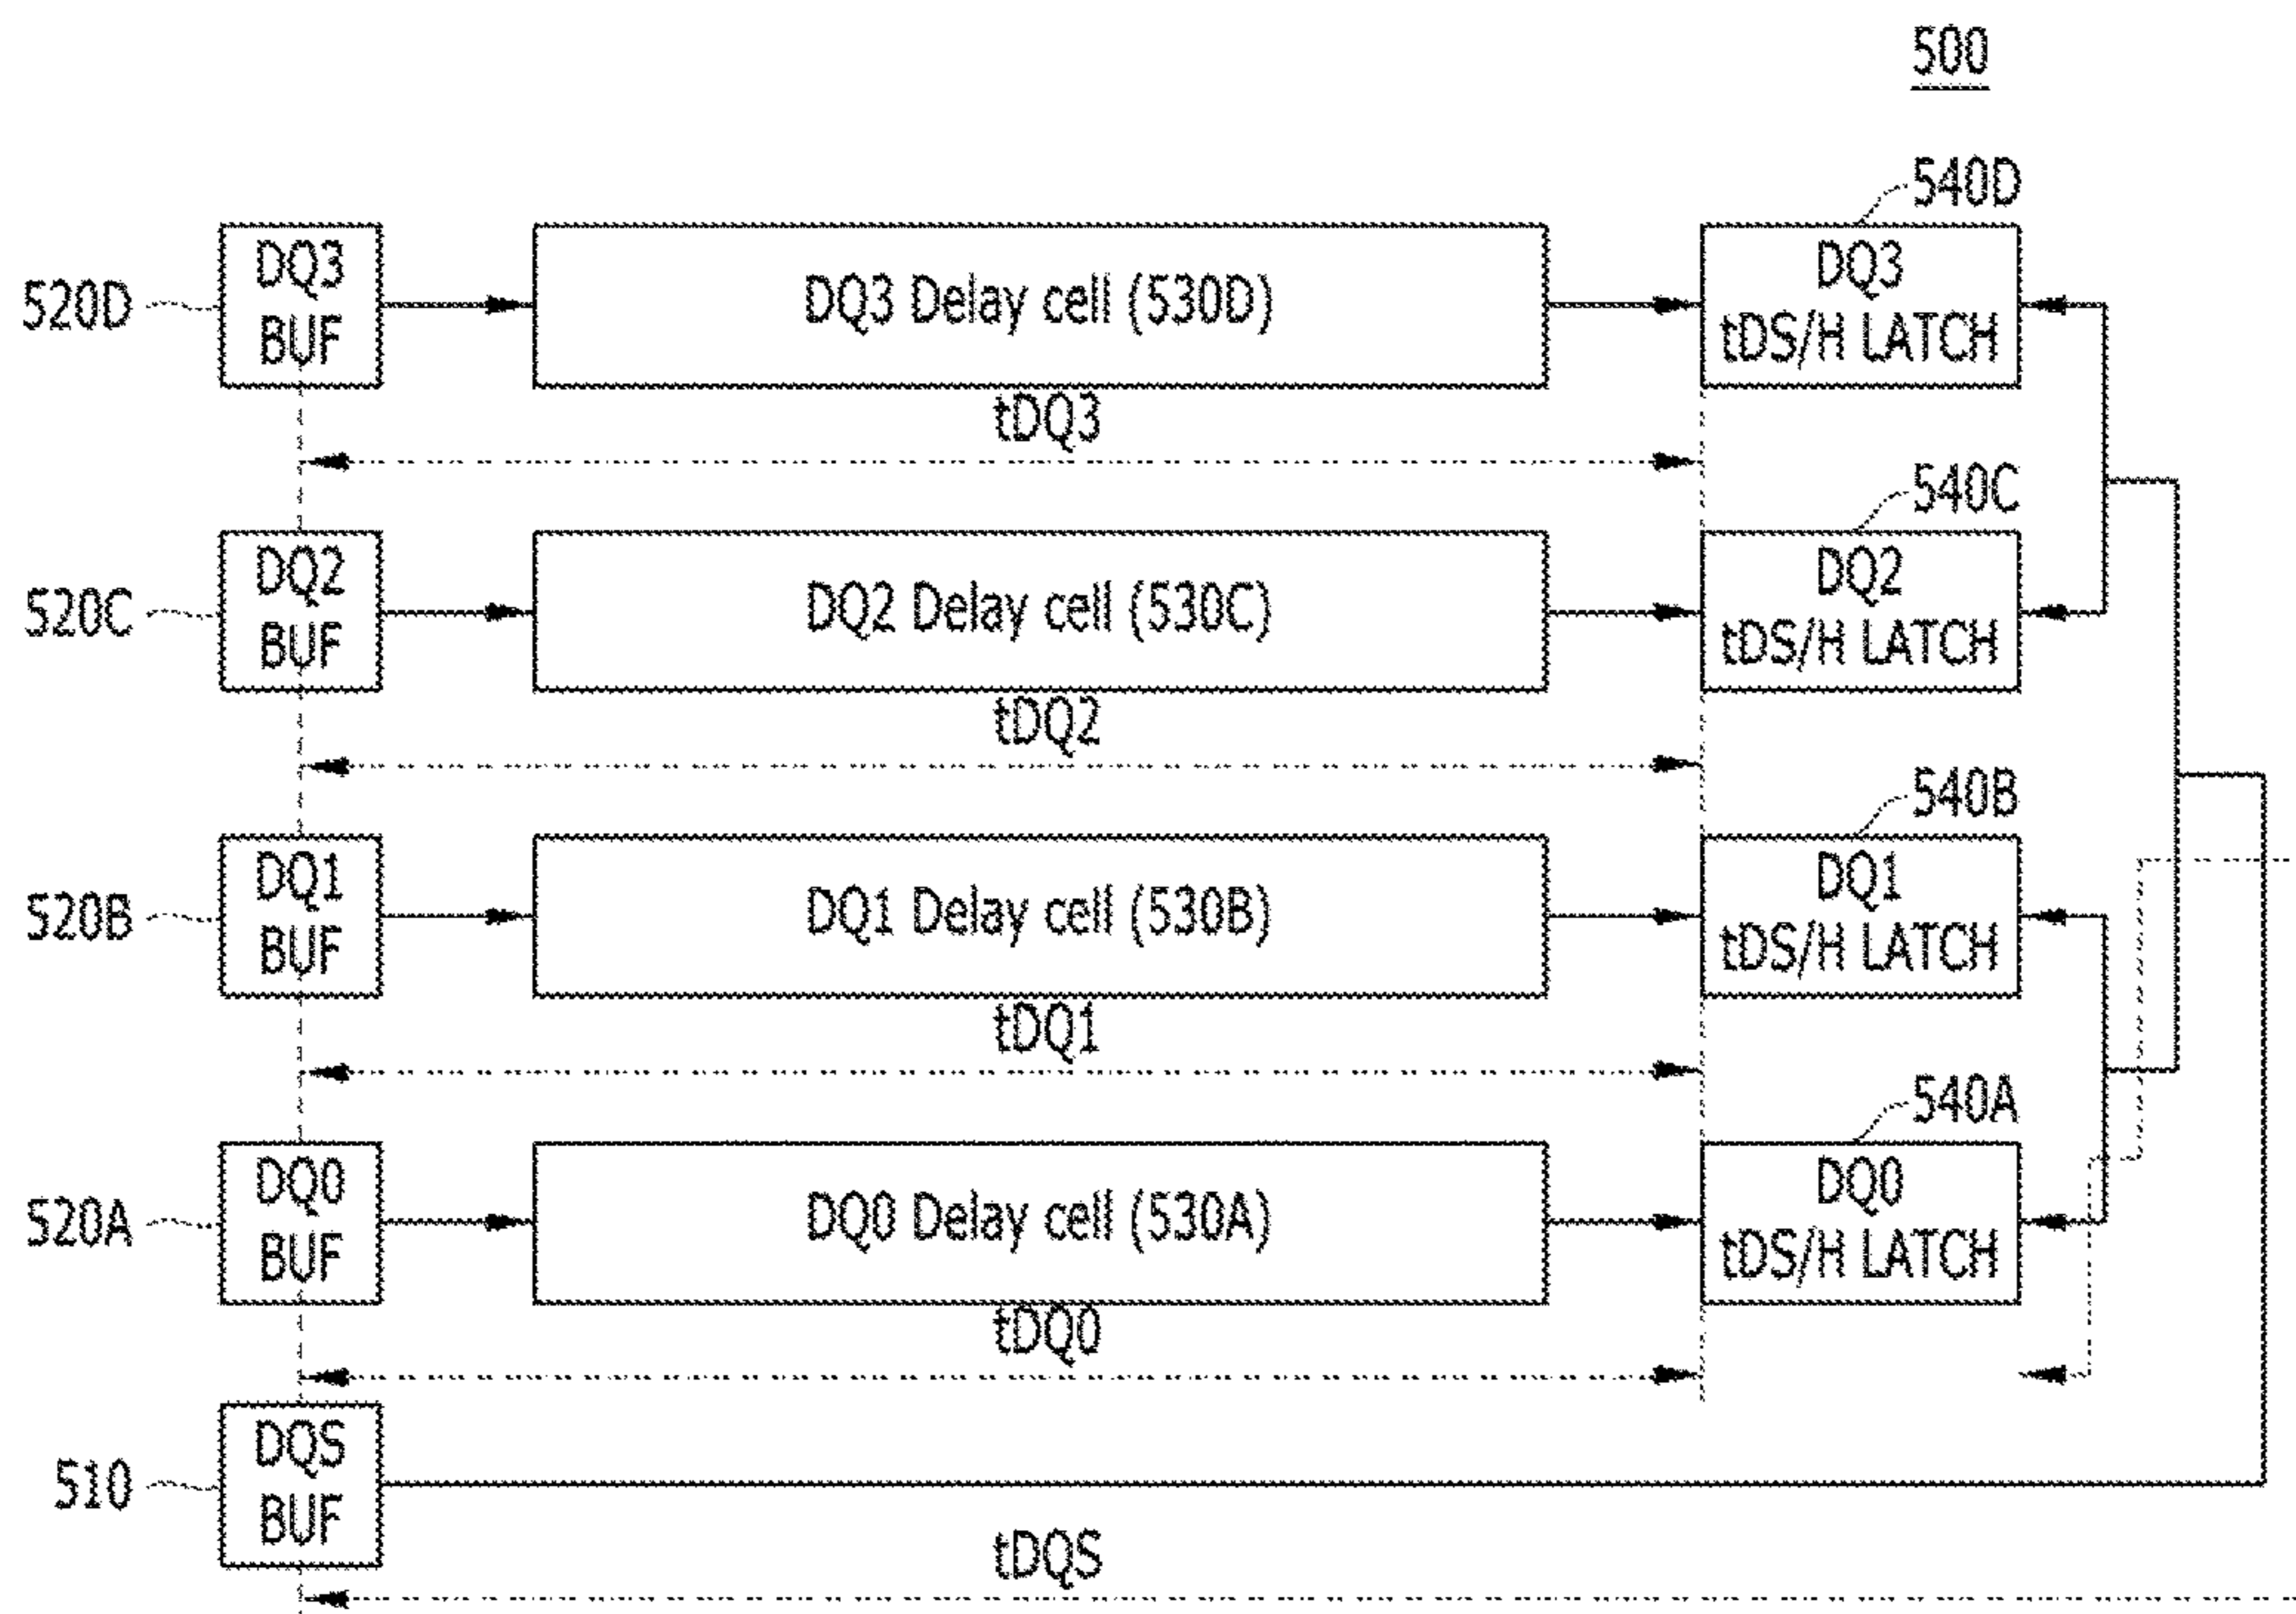 500
540D
520D
DQ3
BUF
DQ3 Delay cell (530D)
DQ3
tDS/H LATCH
tDQ3
540C
520C
DQ2
BUF
DQ2 Delay cell (530C)
DQ2
tDS/H LATCH
tDQ2
540B
520B
DQ1
BUF
DQ1 Delay cell (530B)
DQ1
tDS/H LATCH
tDQ1
540A
520A
DQ0
BUF
DQ0 Delay cell (530A)
DQ0
tDS/H LATCH
tDQ0
510
DQS
BUF
tDQS